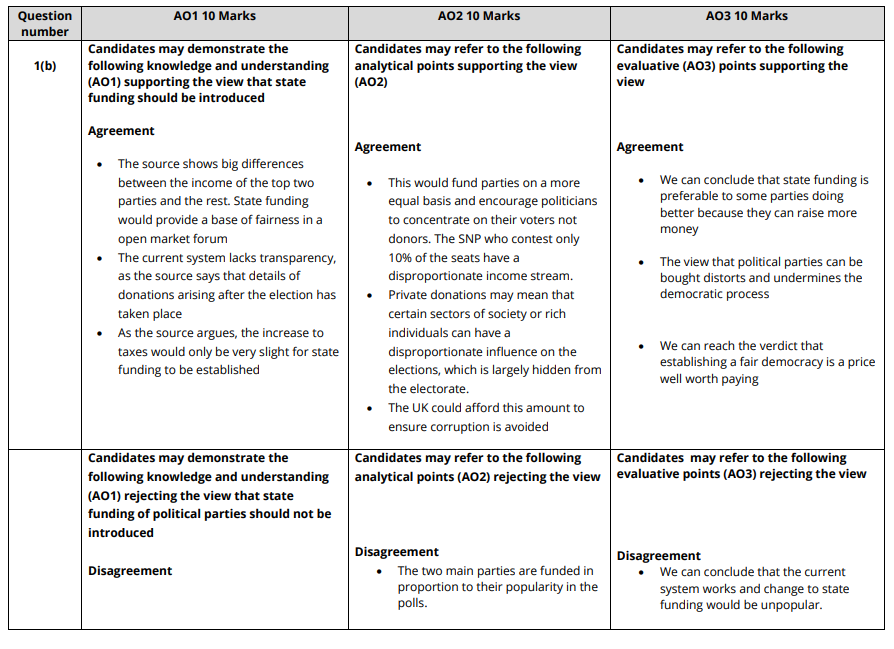 Question number
AO1 10 Marks
AO2 10 Marks
AO3 10 Marks
1(b)
Candidates may demonstrate the
following knowledge and understanding
(AO1) supporting the view that state
funding should be introduced
Agreement
• The source shows big differences
between the income of the top two
parties and the rest. State funding
would provide a base of fairness in a
open market forum
• The current system lacks transparency,
as the source says that details of
donations arising after the election has
taken place
• As the source argues, the increase to
taxes would only be very slight for state
funding to be established
Candidates may refer to the following
analytical points supporting the view
(AO2)
Agreement
• This would fund parties on a more
equal basis and encourage politicians
to concentrate on their voters not
donors. The SNP who contest only
10% of the seats have a
disproportionate income stream.
• Private donations may mean that
certain sectors of society or rich
individuals can have a
disproportionate influence on the
elections, which is largely hidden from
the electorate.
• The UK could afford this amount to
ensure corruption is avoided
Candidates may refer to the following
evaluative (AO3) points supporting the
view
Agreement
• We can conclude that state funding is
preferable to some parties doing
better because they can raise more
money
• The view that political parties can be
bought distorts and undermines the
democratic process
• We can reach the verdict that
establishing a fair democracy is a price
well worth paying
Candidates may demonstrate the
following knowledge and understanding
(AO1) rejecting the view that state
funding of political parties should not be
introduced
Disagreement
Candidates may refer to the following
analytical points (AO2) rejecting the view
Disagreement
• The two main parties are funded in
proportion to their popularity in the
polls.
Candidates may refer to the following
evaluative points (AO3) rejecting the view
Disagreement
• We can conclude that the current
system works and change to state
funding would be unpopular.